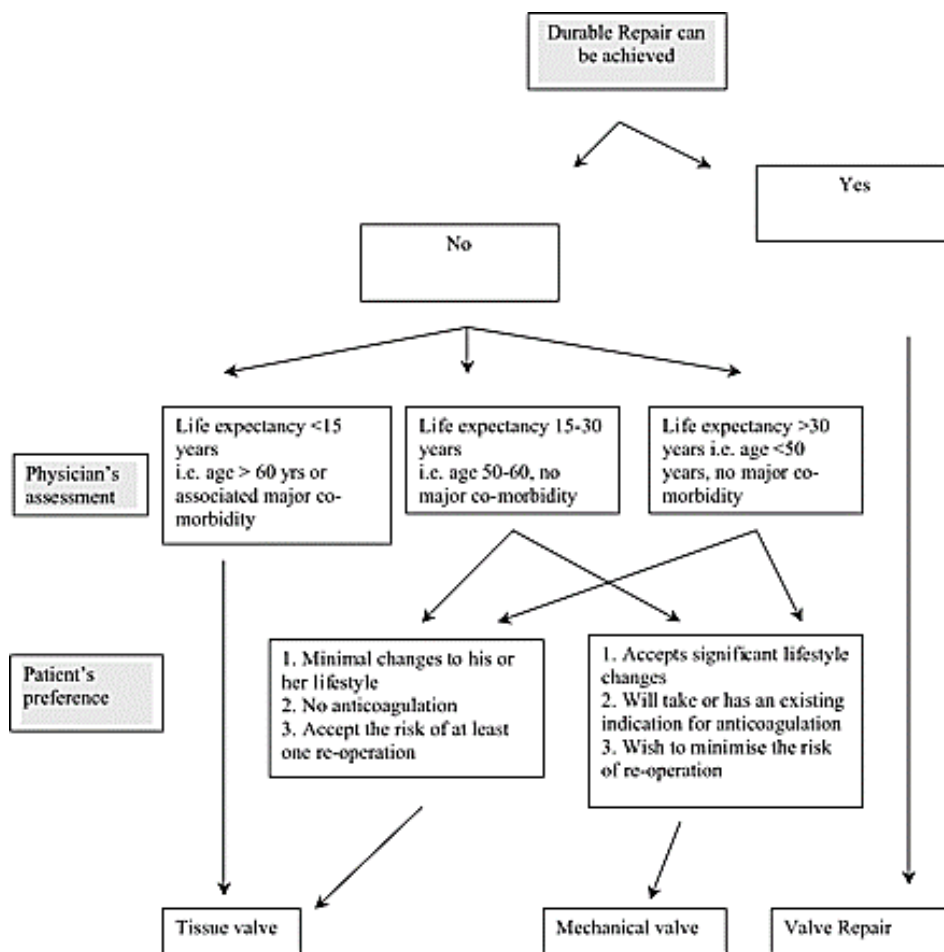 Durable Repair can
be achieved
Yes
No
Life expectancy <15
years
i.e. age > 60 yrs or
associated major co-
morbidity
Life expectancy 15-30
years
i.e. age 50-60, no
major co-morbidity
Life expectancy >30
years i.e. age <50
years, no major co-
morbidity
Physician's
assessment
Patient's
preference
1. Minimal changes to his or
her lifestyle
2. No anticoagulation
3. Accept the risk of at least
one re-operation
1. Accepts significant lifestyle
changes
2. Will take or has an existing
indication for anticoagulation
3. Wish to minimise the risk
of re-operation
Tissue valve
Mechanical valve
Valve Repair